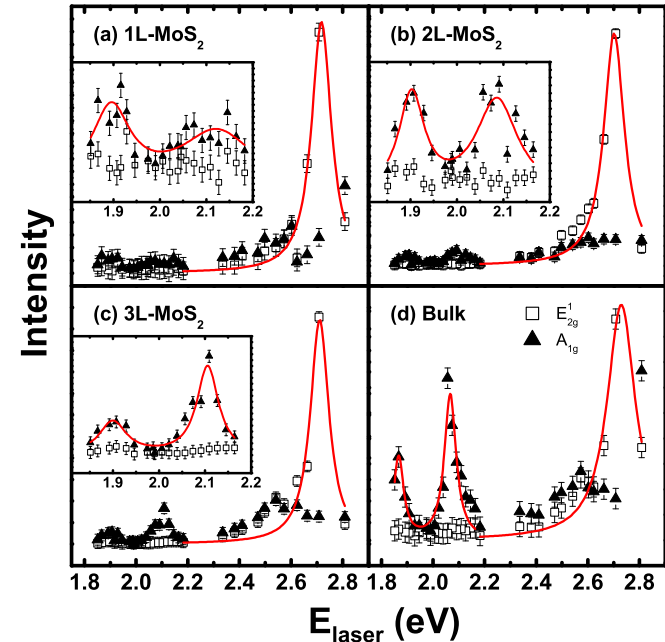 (a) 1L-MoS₂
(b) 2L-MoS₂
1.9 2.0 2.1 2.2
1.9 2.0 2.1 2.2
Intensity
(c) 3L-MoS₂
(d) Bulk
E¹₂g
A₁g
1.9 2.0 2.1 2.2
1.8 2.0 2.2 2.4 2.6 2.8
1.8 2.0 2.2 2.4 2.6 2.8
E_laser (eV)